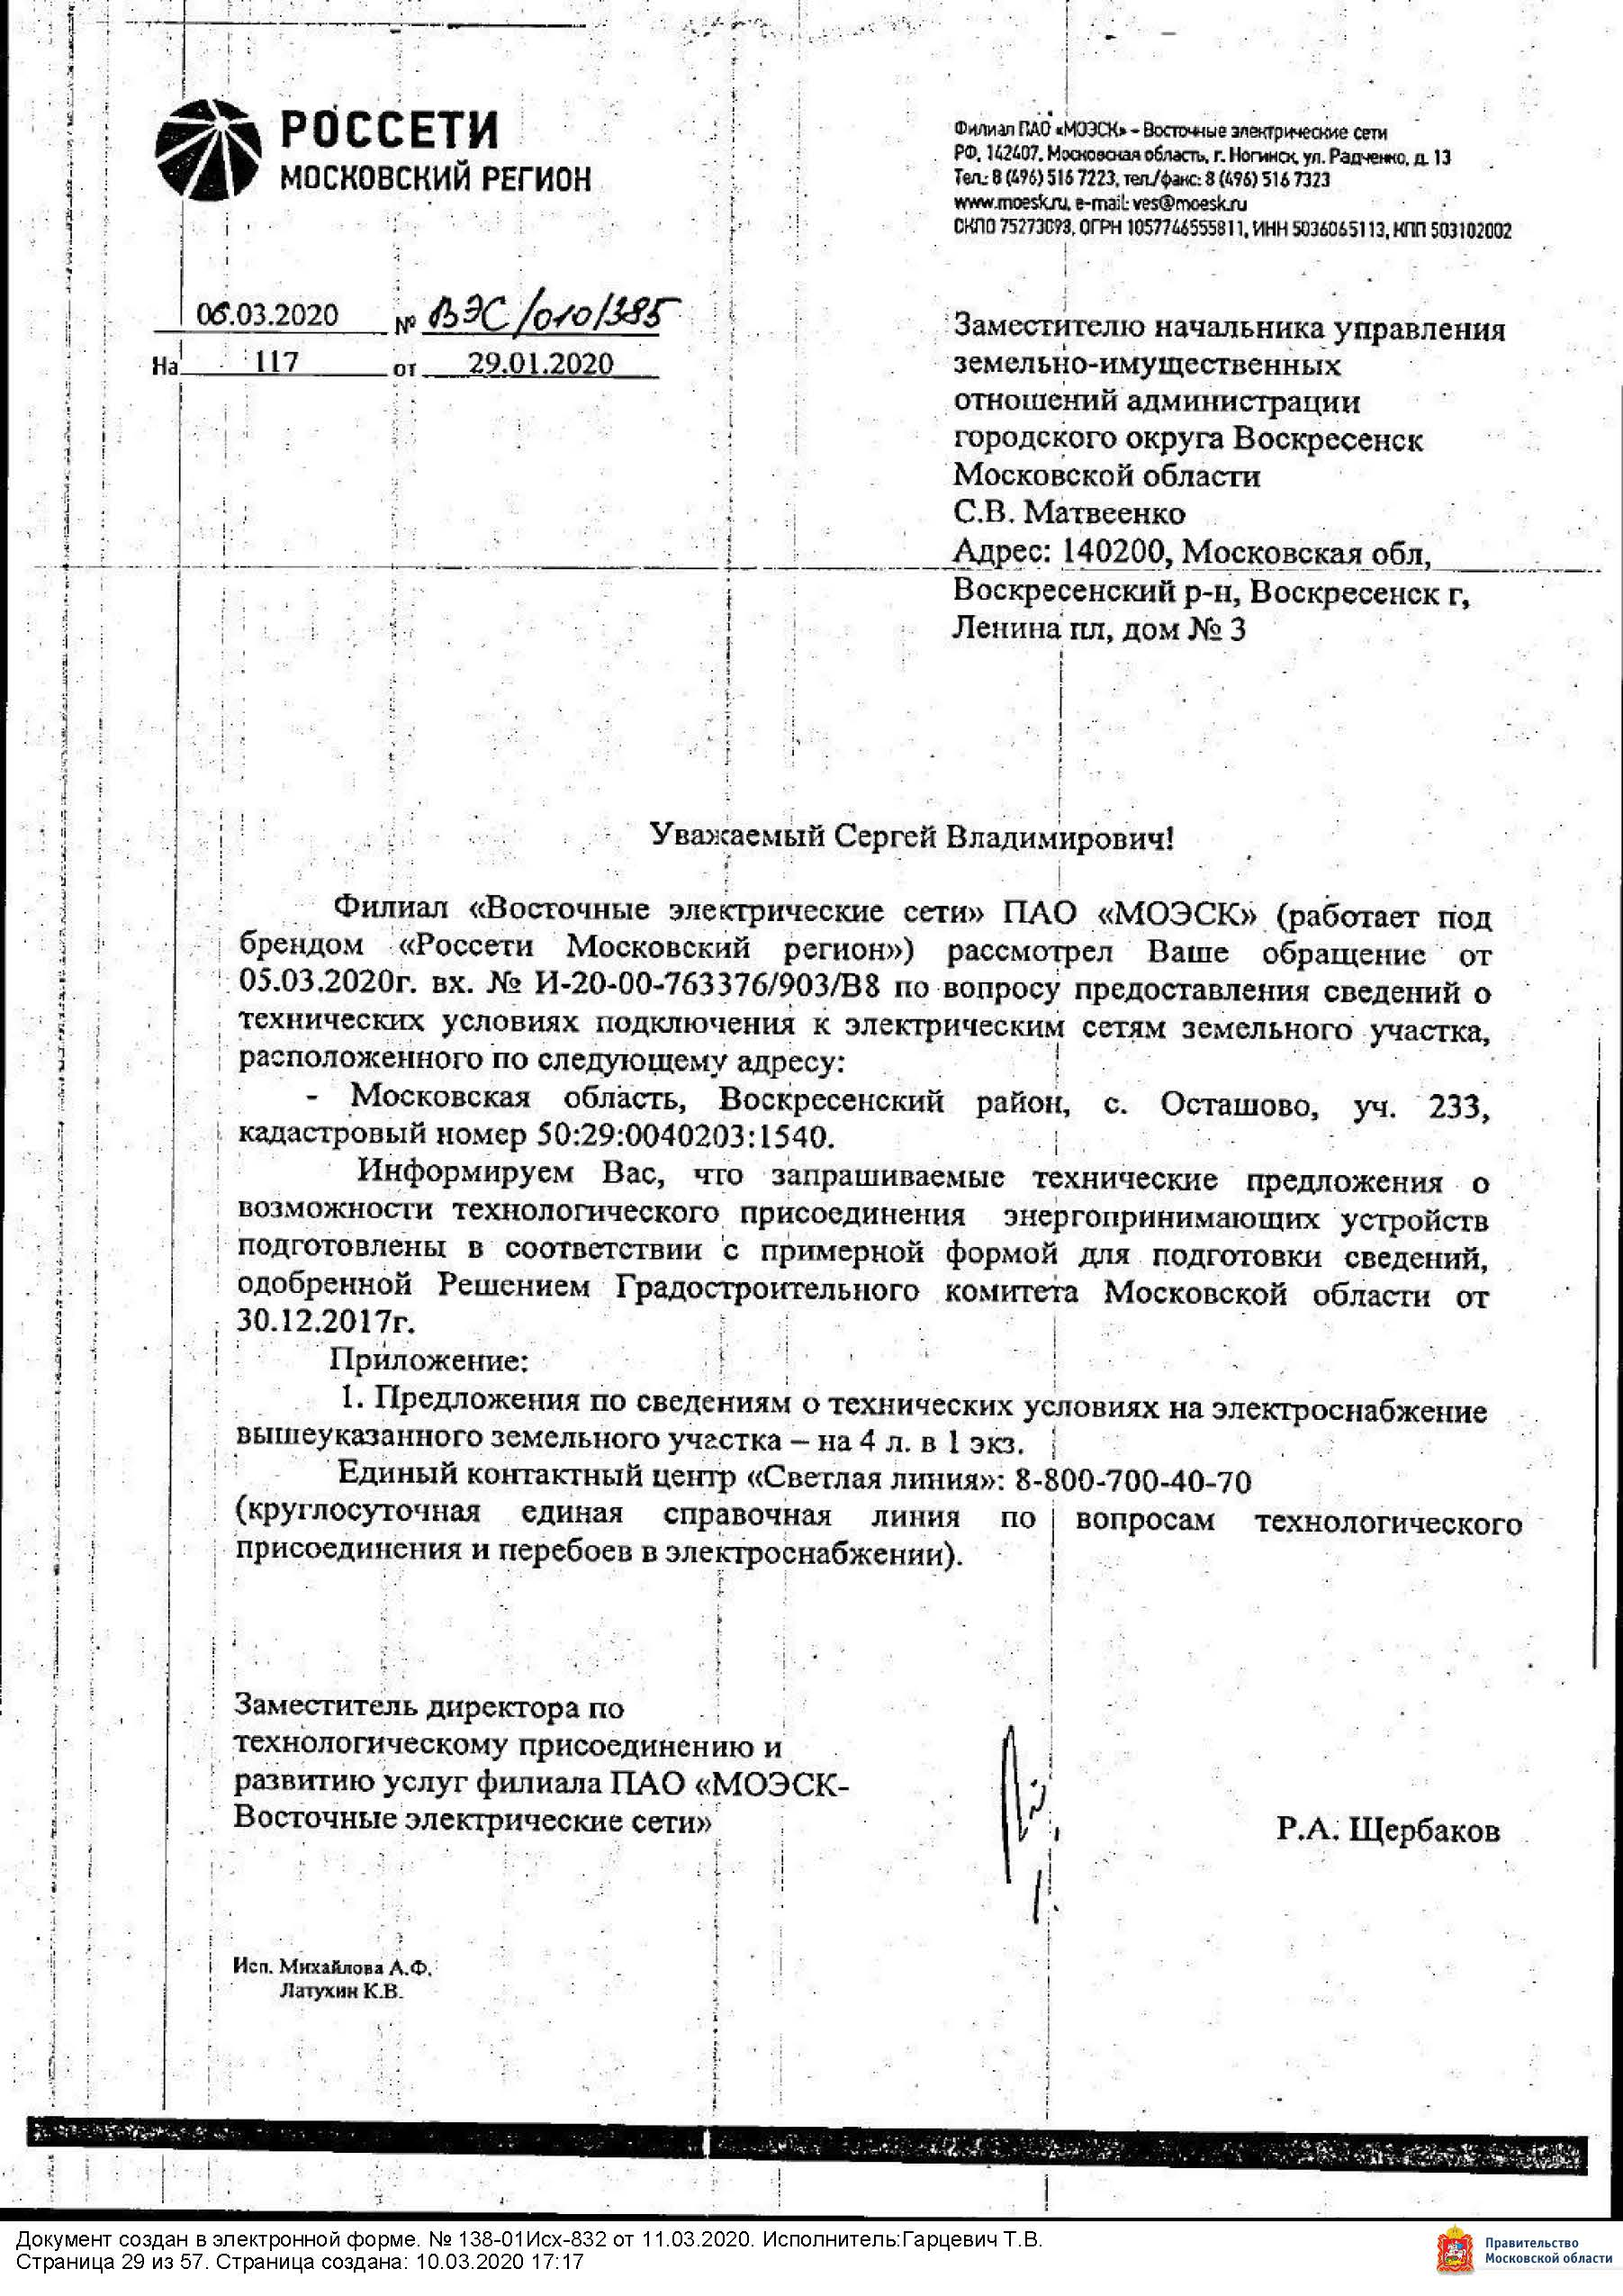 РОССЕТИ
МОСКОВСКИЙ РЕГИОН
Филиал ПАО «МОЭСК» – Восточные электрические сети
РФ, 142407, Московская область, г. Ногинск, ул. Радченко, д. 13
Тел.: 8 (496) 516 7223, тел./факс: 8 (496) 516 7323
www.moesk.ru, e-mail: ves@moesk.ru
ОКПО 75273093, ОГРН 1057746555811, ИНН 5036065113, КПП 503102002
06.03.2020 № ВЭС/010/385
На 117 от 29.01.2020
Заместителю начальника управления
земельно-имущественных
отношений администрации
городского округа Воскресенск
Московской области
С.В. Матвеенко
Адрес: 140200, Московская обл,
Воскресенский р-н, Воскресенск г,
Ленина пл, дом № 3
Уважаемый Сергей Владимирович!
Филиал «Восточные электрические сети» ПАО «МОЭСК» (работает под
брендом «Россети Московский регион») рассмотрел Ваше обращение от
05.03.2020г. вх. № И-20-00-763376/903/В8 по вопросу предоставления сведений о
технических условиях подключения к электрическим сетям земельного участка,
расположенного по следующему адресу:
- Московская область, Воскресенский район, с. Осташово, уч. 233,
кадастровый номер 50:29:0040203:1540.
Информируем Вас, что запрашиваемые технические предложения о
возможности технологического присоединения энергопринимающих устройств
подготовлены в соответствии с примерной формой для подготовки сведений,
одобренной Решением Градостроительного комитета Московской области от
30.12.2017г.
Приложение:
1. Предложения по сведениям о технических условиях на электроснабжение
вышеуказанного земельного участка – на 4 л. в 1 экз.
Единый контактный центр «Светлая линия»: 8-800-700-40-70
(круглосуточная единая справочная линия по вопросам технологического
присоединения и перебоев в электроснабжении).
Заместитель директора по
технологическому присоединению и
развитию услуг филиала ПАО «МОЭСК-
Восточные электрические сети»
Р.А. Щербаков
Исп. Михайлова А.Ф.
Латухин К.В.
Документ создан в электронной форме. № 138-01Исх-832 от 11.03.2020. Исполнитель:Гарцевич Т.В.
Страница 29 из 57. Страница создана: 10.03.2020 17:17
Правительство
Московской области